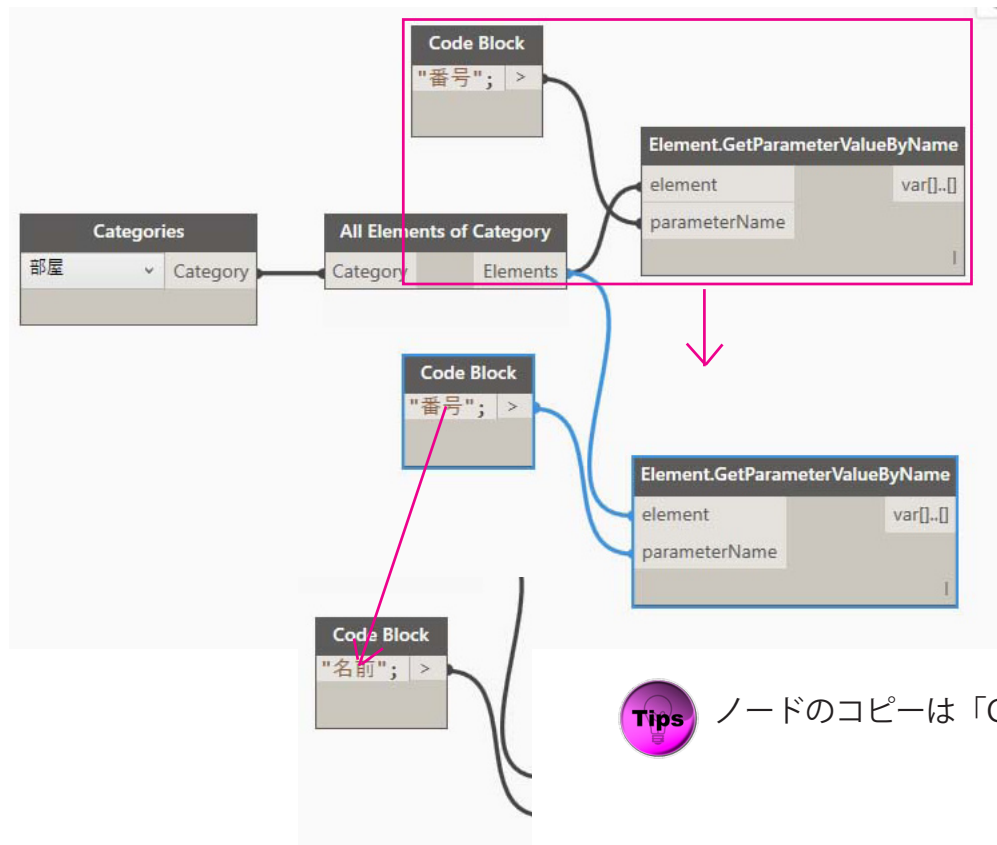 Code Block
"番号"; >
Element.GetParameterValueByName
element var[]..[]
parameterName
Categories
部屋 Category
All Elements of Category
Category Elements
Code Block
"番号"; >
Element.GetParameterValueByName
element var[]..[]
parameterName
Code Block
"名前"; >
Tips ノードのコピーは「